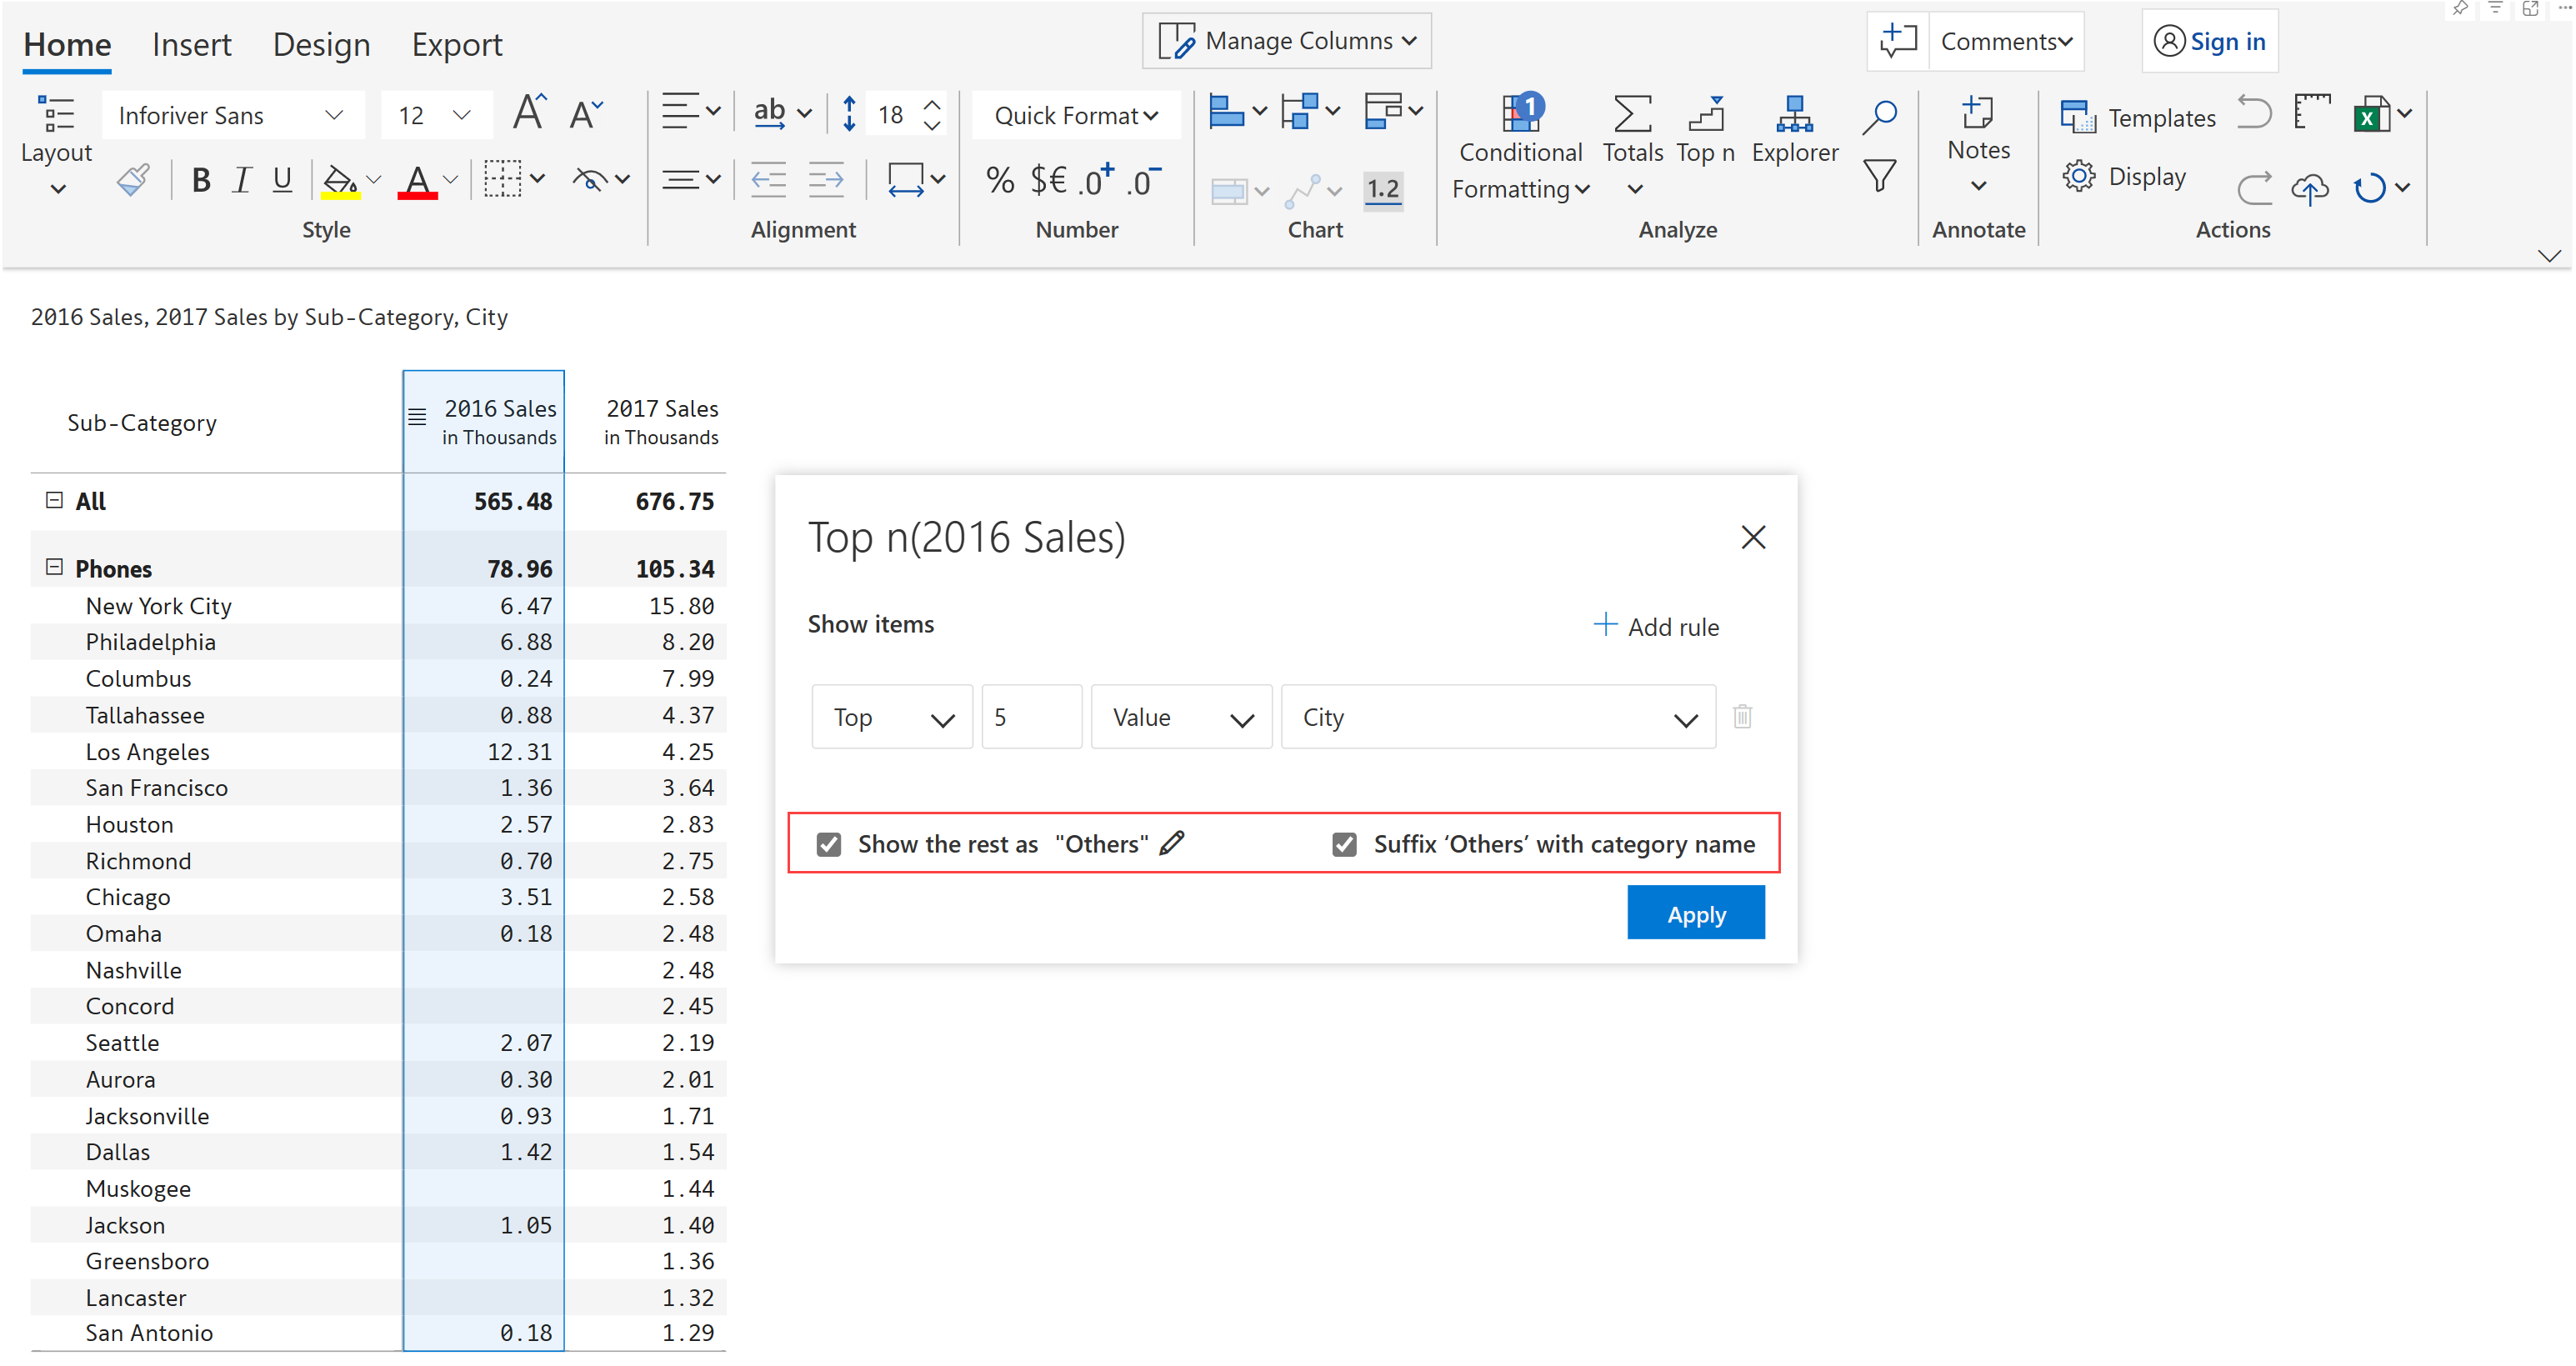 Home Insert Design Export Manage Columns Comments Sign in
Inforiver Sans 12 ab 18 Quick Format 1
Layout Conditional Formatting Totals Top n Explorer Notes Templates
B I U A % $€ .0+ .0− 1.2 Display
Style Alignment Number Chart Analyze Annotate Actions
2016 Sales, 2017 Sales by Sub-Category, City
Sub-Category 2016 Sales in Thousands 2017 Sales in Thousands
All 565.48 676.75
Phones 78.96 105.34
New York City 6.47 15.80
Philadelphia 6.88 8.20
Columbus 0.24 7.99
Tallahassee 0.88 4.37
Los Angeles 12.31 4.25
San Francisco 1.36 3.64
Houston 2.57 2.83
Richmond 0.70 2.75
Chicago 3.51 2.58
Omaha 0.18 2.48
Nashville 2.48
Concord 2.45
Seattle 2.07 2.19
Aurora 0.30 2.01
Jacksonville 0.93 1.71
Dallas 1.42 1.54
Muskogee 1.44
Jackson 1.05 1.40
Greensboro 1.36
Lancaster 1.32
San Antonio 0.18 1.29
Top n(2016 Sales)
Show items Add rule
Top 5 Value City
Show the rest as "Others" Suffix ‘Others’ with category name
Apply